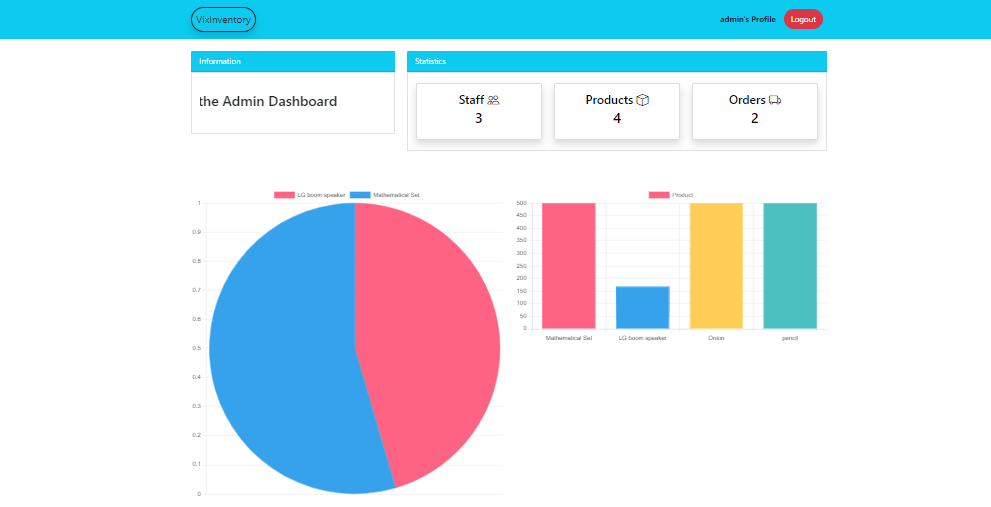 VixInventory
admin's Profile
Logout
Information
the Admin Dashboard
Statistics
Staff
3
Products
4
Orders
2
LG boom speaker
Mathematical Set
1
0.9
0.8
0.7
0.6
0.5
0.4
0.3
0.2
0.1
0
Product
500
450
400
350
300
250
200
150
100
50
0
Mathematical Set
LG boom speaker
Onion
pencil